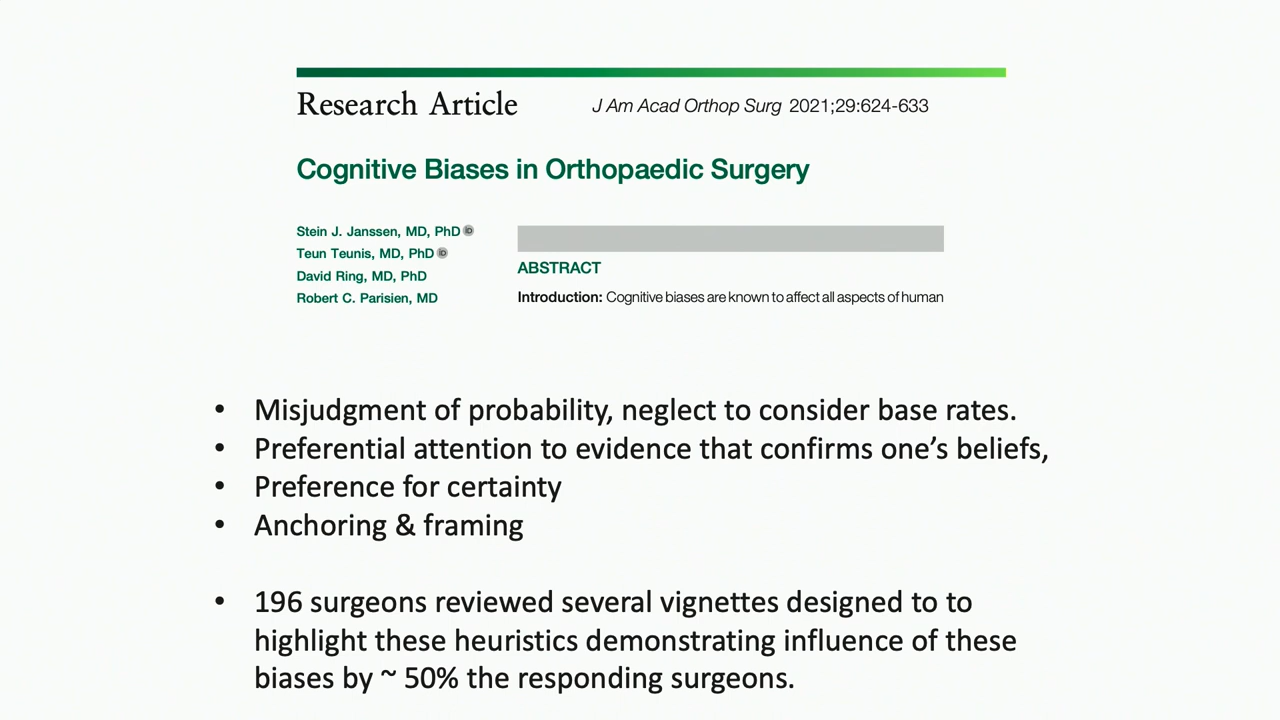 Research Article
J Am Acad Orthop Surg 2021;29:624-633
Cognitive Biases in Orthopaedic Surgery
Stein J. Janssen, MD, PhD
Teun Teunis, MD, PhD
David Ring, MD, PhD
Robert C. Parisien, MD
ABSTRACT
Introduction: Cognitive biases are known to affect all aspects of human
• Misjudgment of probability, neglect to consider base rates.
• Preferential attention to evidence that confirms one's beliefs,
• Preference for certainty
• Anchoring & framing
• 196 surgeons reviewed several vignettes designed to to
highlight these heuristics demonstrating influence of these
biases by ~ 50% the responding surgeons.